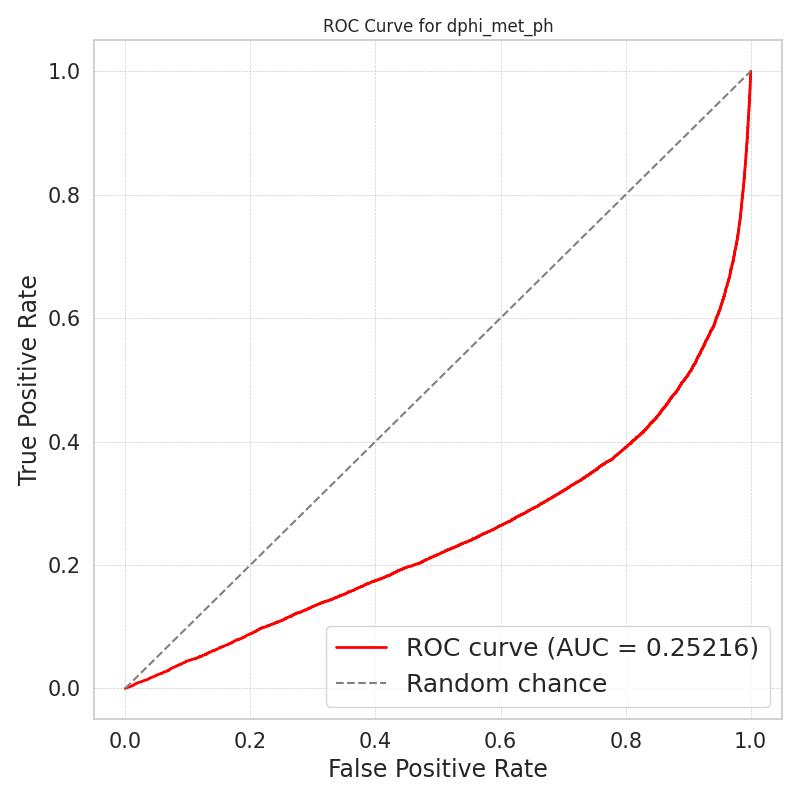 ROC Curve for dphi_met_ph
True Positive Rate
1.0
0.8
0.6
0.4
0.2
0.0
ROC curve (AUC = 0.25216)
Random chance
0.0 0.2 0.4 0.6 0.8 1.0
False Positive Rate